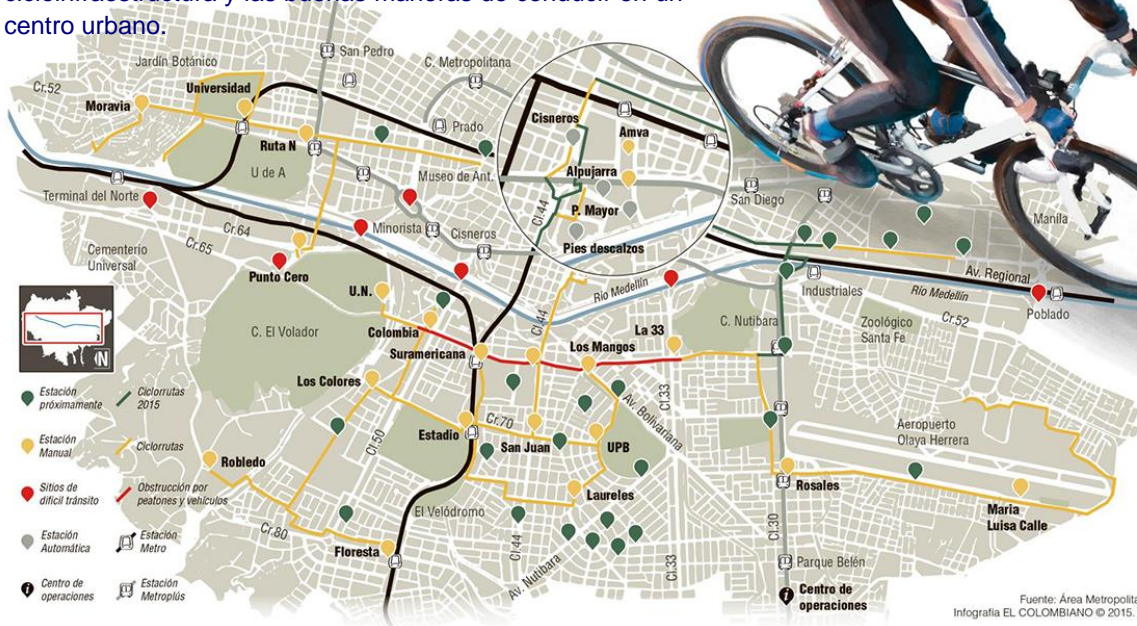 centro urbano.
San Pedro
Jardín Botánico
C. Metropolitana
Cr.52
Universidad
Moravia
Cisneros
Amva
Prado
Ruta N
Alpujarra
U de A
Museo de Ant.
San Diego
Terminal del Norte
Cl.44
P. Mayor
Manila
Cr.64
Minorista
Cisneros
Cr.65
Pies descalzos
Cementerio
Universal
Punto Cero
Av. Regional
U.N.
Río Medellín
Industriales
Río Medellín
Poblado
Cl.44
Cr.52
C. El Volador
Colombia
La 33
C. Nutibara
Zoológico
Santa Fe
Suramericana
Los Mangos
N
Los Colores
Cl.33
Estación
próximamente
Ciclorrutas
2015
Av. Bolivariana
Cr.70
Aeropuerto
Olaya Herrera
Cl.50
Estadio
San Juan
UPB
Estación
Manual
Ciclorrutas
Robledo
Rosales
Sitios de
difícil tránsito
Obstrucción por
peatones y vehículos
Laureles
Maria
Luisa Calle
El Velódromo
Cr.80
Cl.44
Cl.30
Estación
Automática
Estación
Metro
Floresta
Cl.33
Parque Belén
Av. Nutibara
Centro de
operaciones
Estación
Metroplús
Centro de
operaciones
Fuente: Área Metropolita
Infografía EL COLOMBIANO © 2015.